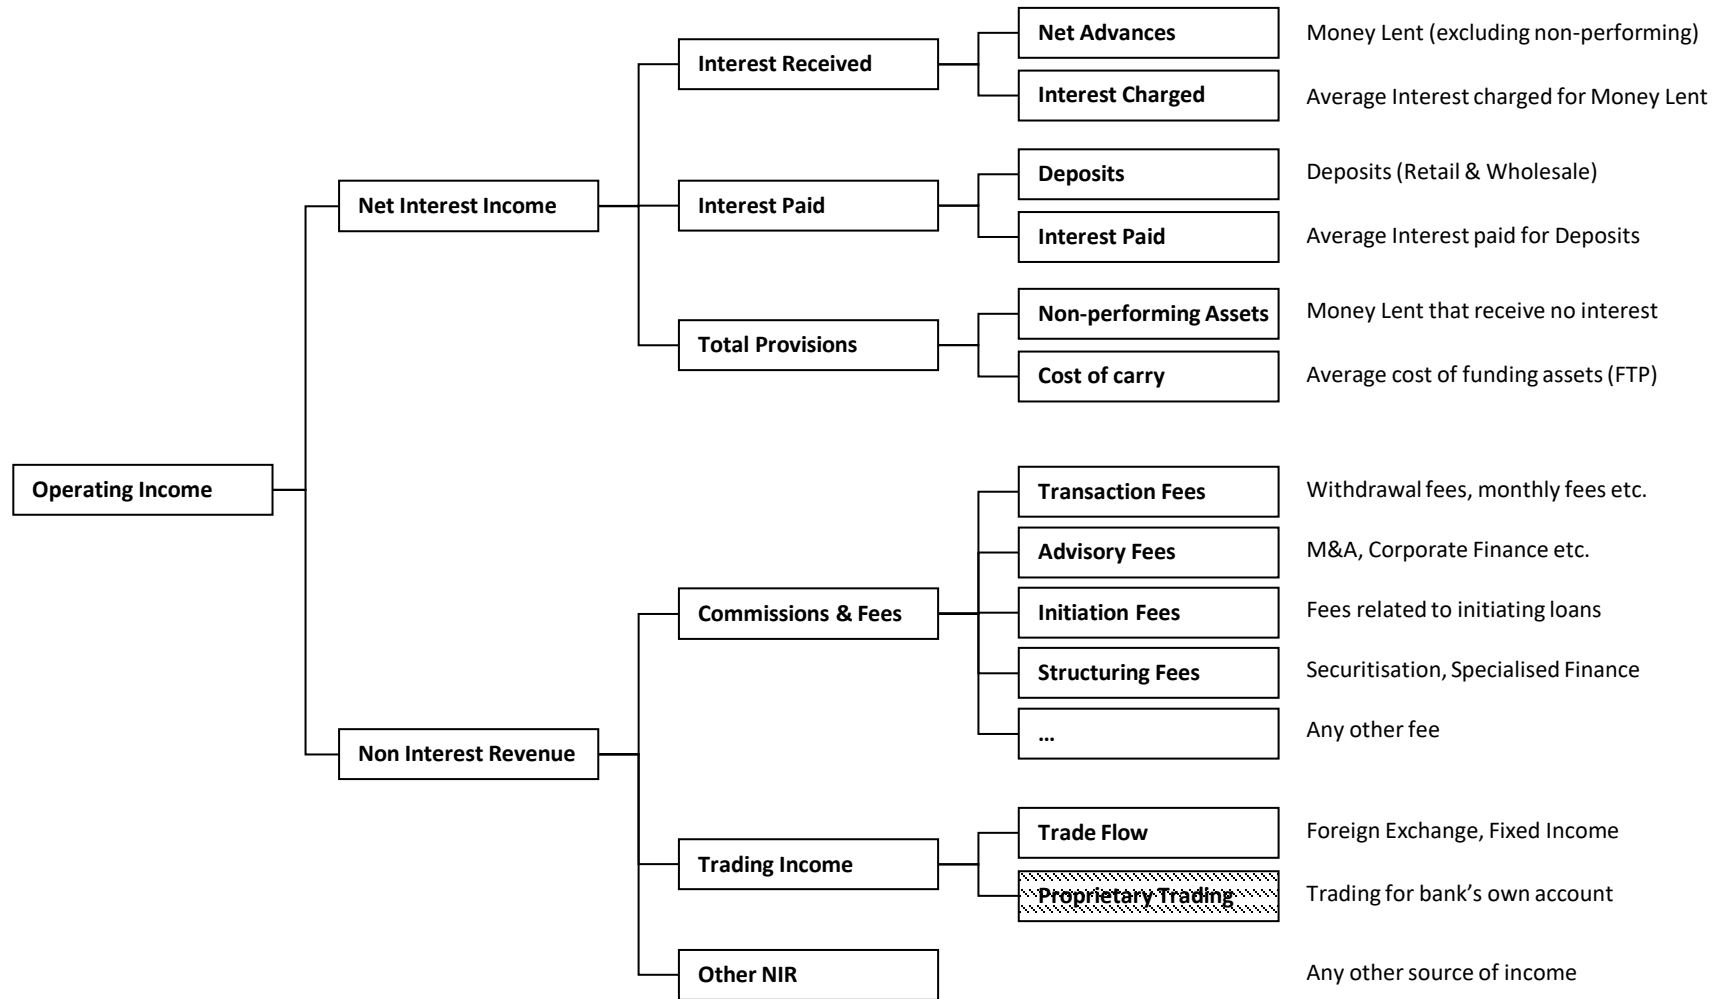 Net Advances
Money Lent (excluding non-performing)
Interest Received
Interest Charged
Average Interest charged for Money Lent
Deposits
Deposits (Retail & Wholesale)
Net Interest Income
Interest Paid
Interest Paid
Average Interest paid for Deposits
Non-performing Assets
Money Lent that receive no interest
Total Provisions
Cost of carry
Average cost of funding assets (FTP)
Operating Income
Transaction Fees
Withdrawal fees, monthly fees etc.
Advisory Fees
M&A, Corporate Finance etc.
Commissions & Fees
Initiation Fees
Fees related to initiating loans
Structuring Fees
Securitisation, Specialised Finance
...
Any other fee
Non Interest Revenue
Trade Flow
Foreign Exchange, Fixed Income
Trading Income
Proprietary Trading
Trading for bank’s own account
Other NIR
Any other source of income